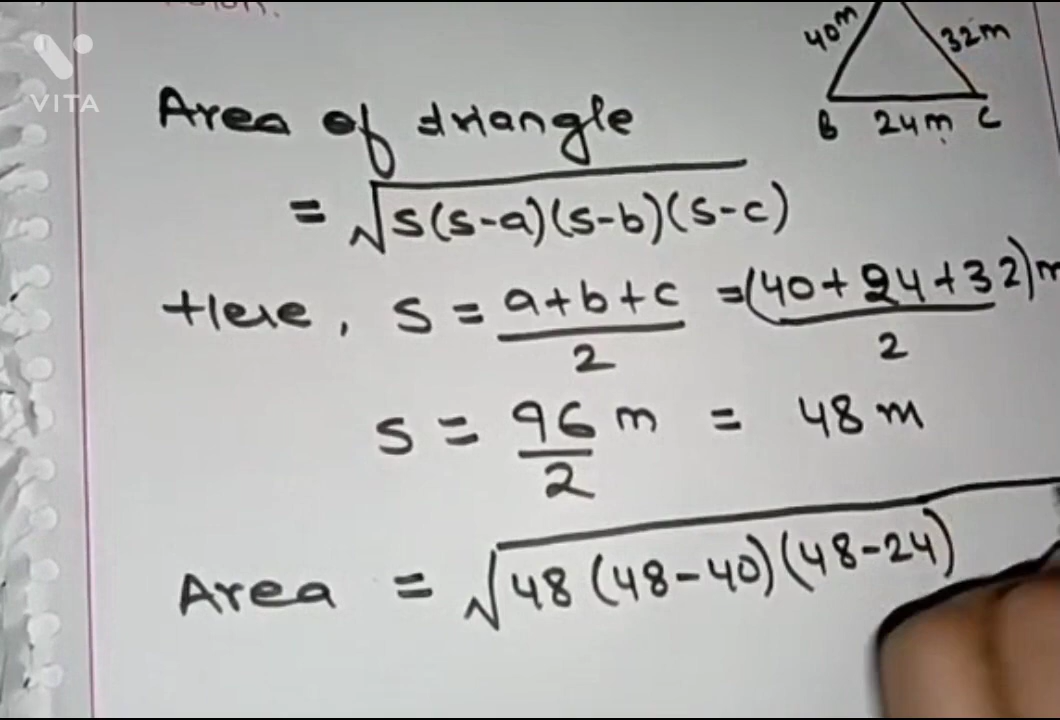 VITA
40m 32m
B 24m C
Area of triangle
= √s(s-a)(s-b)(s-c)
Here, s = a+b+c/2 = (40+24+32)m/2
s = 96/2 m = 48 m
Area = √48(48-40)(48-24)